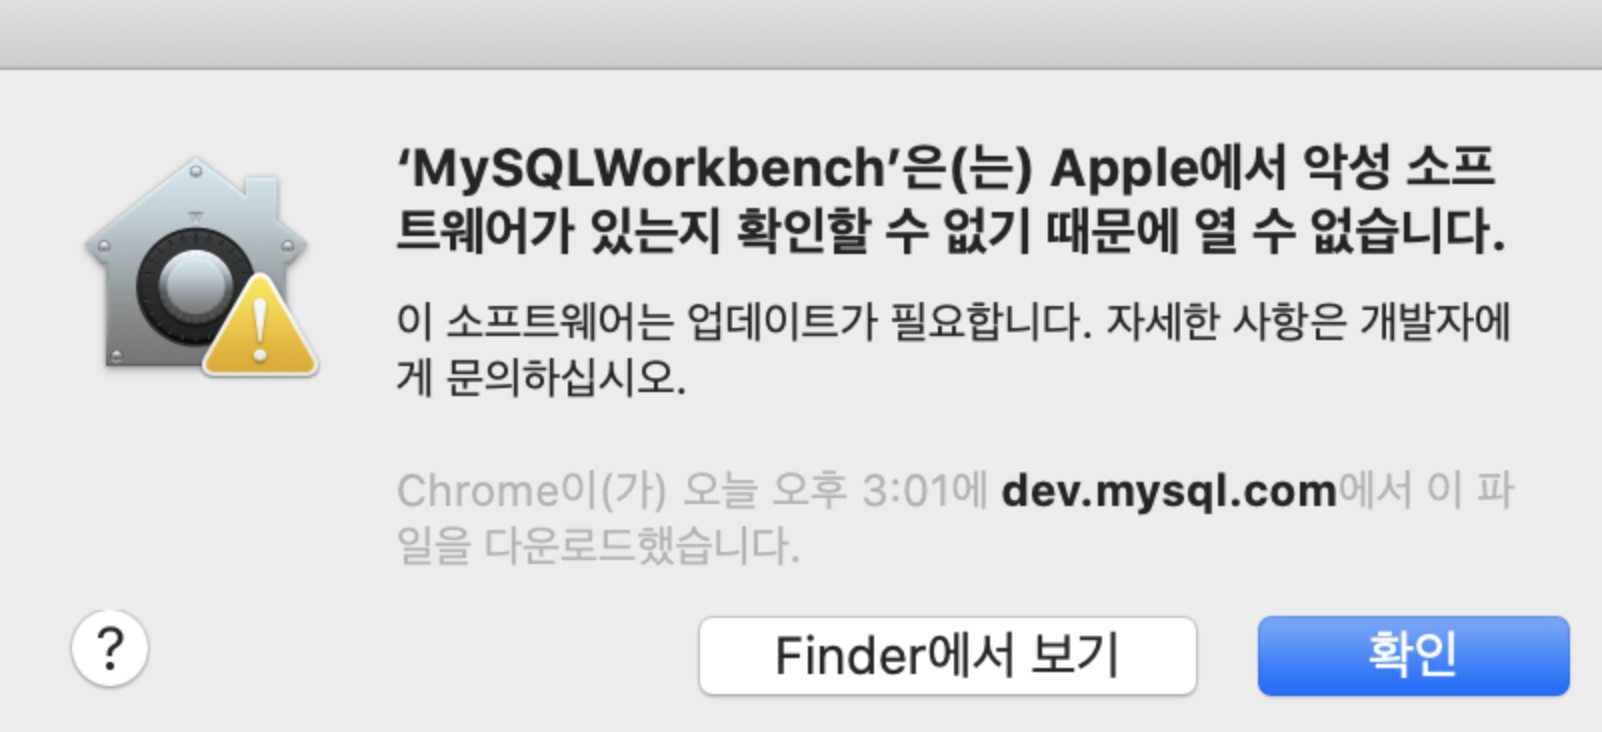 ‘MySQLWorkbench’은(는) Apple에서 악성 소프
트웨어가 있는지 확인할 수 없기 때문에 열 수 없습니다.
이 소프트웨어는 업데이트가 필요합니다. 자세한 사항은 개발자에
게 문의하십시오.
Chrome이(가) 오늘 오후 3:01에 dev.mysql.com에서 이 파
일을 다운로드했습니다.
?
Finder에서 보기
확인